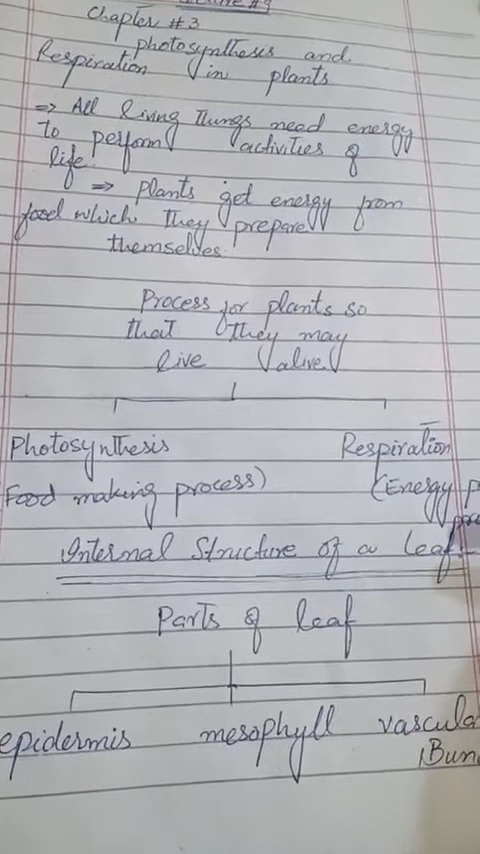 Chapter #3
photosynthesis and
Respiration in plants
=> All living things need energy
to perform activities of
life.
=> plants get energy from
food which they prepare
themselves.
Process for plants so
that they may
live alive
Photosynthesis Respiration
Food making process) (Energy p
pro
Internal Structure of a leaf:-
Parts of leaf
epidermis mesophyll vascula
Bun